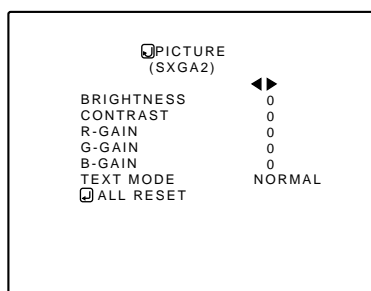 PICTURE
(SXGA2)
BRIGHTNESS 0
CONTRAST 0
R-GAIN 0
G-GAIN 0
B-GAIN 0
TEXT MODE NORMAL
ALL RESET